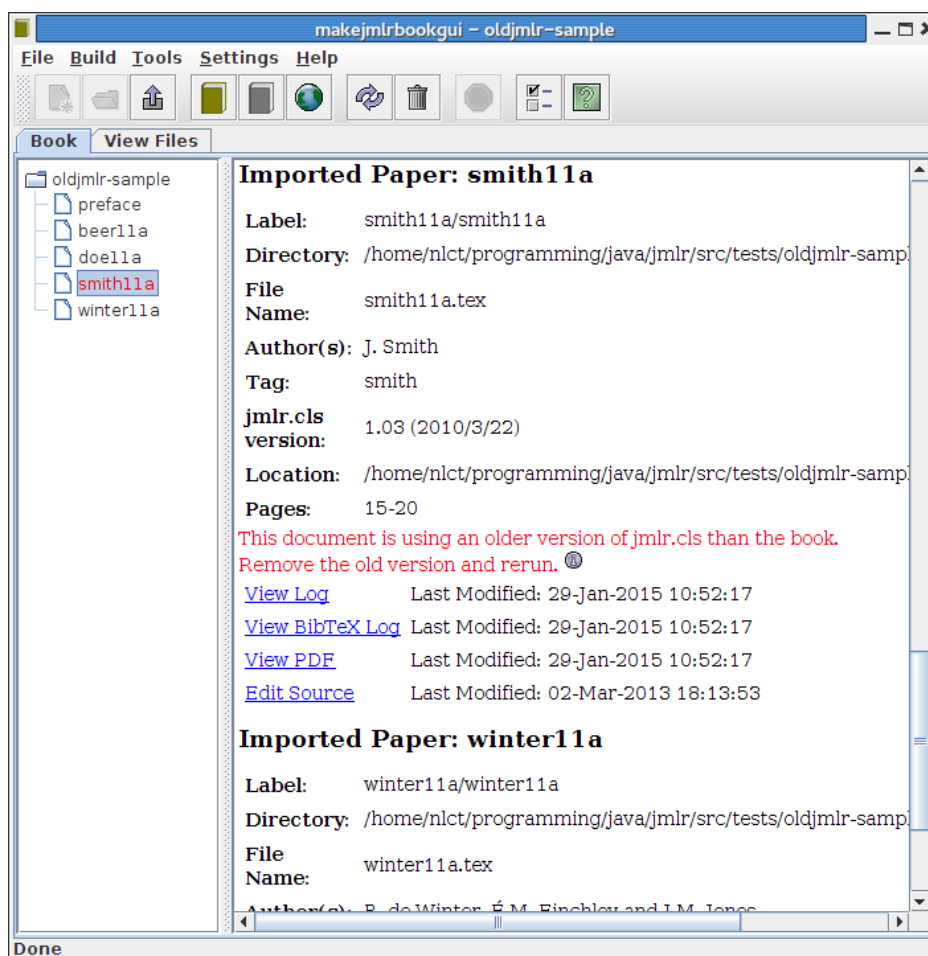 makejmlrbookgui – oldjmlr-sample
File Build Tools Settings Help
Book View Files
oldjmlr-sample
preface
beer11a
doe11a
smith11a
winter11a
Imported Paper: smith11a
Label: smith11a/smith11a
Directory: /home/nlct/programming/java/jmlr/src/tests/oldjmlr-sampl
File
Name: smith11a.tex
Author(s): J. Smith
Tag: smith
jmlr.cls
version: 1.03 (2010/3/22)
Location: /home/nlct/programming/java/jmlr/src/tests/oldjmlr-sampl
Pages: 15-20
This document is using an older version of jmlr.cls than the book.
Remove the old version and rerun.
View Log Last Modified: 29-Jan-2015 10:52:17
View BibTeX Log Last Modified: 29-Jan-2015 10:52:17
View PDF Last Modified: 29-Jan-2015 10:52:17
Edit Source Last Modified: 02-Mar-2013 18:13:53
Imported Paper: winter11a
Label: winter11a/winter11a
Directory: /home/nlct/programming/java/jmlr/src/tests/oldjmlr-sampl
File
Name: winter11a.tex
Author(s): B. de Winter, É.M. Finchley and J.M. Jones
Done